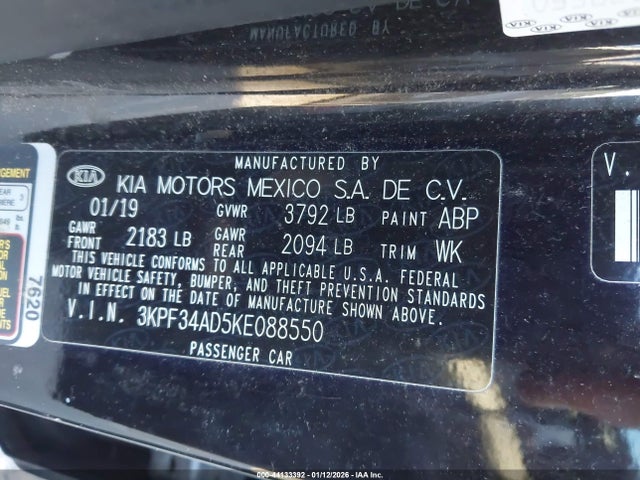 MANUFACTURED BY
KIA KIA MOTORS MEXICO S.A. DE C.V.
01/19 GVWR 3792 LB PAINT ABP
GAWR FRONT 2183 LB GAWR REAR 2094 LB TRIM WK
THIS VEHICLE CONFORMS TO ALL APPLICABLE U.S.A. FEDERAL
MOTOR VEHICLE SAFETY, BUMPER, AND THEFT PREVENTION STANDARDS
IN EFFECT ON THE DATE OF MANUFACTURE SHOWN ABOVE.
V.I.N. 3KPF34AD5KE088550
PASSENGER CAR
7620
V.
KIA
000-44133392 - 01/12/2026 - IAA Inc.